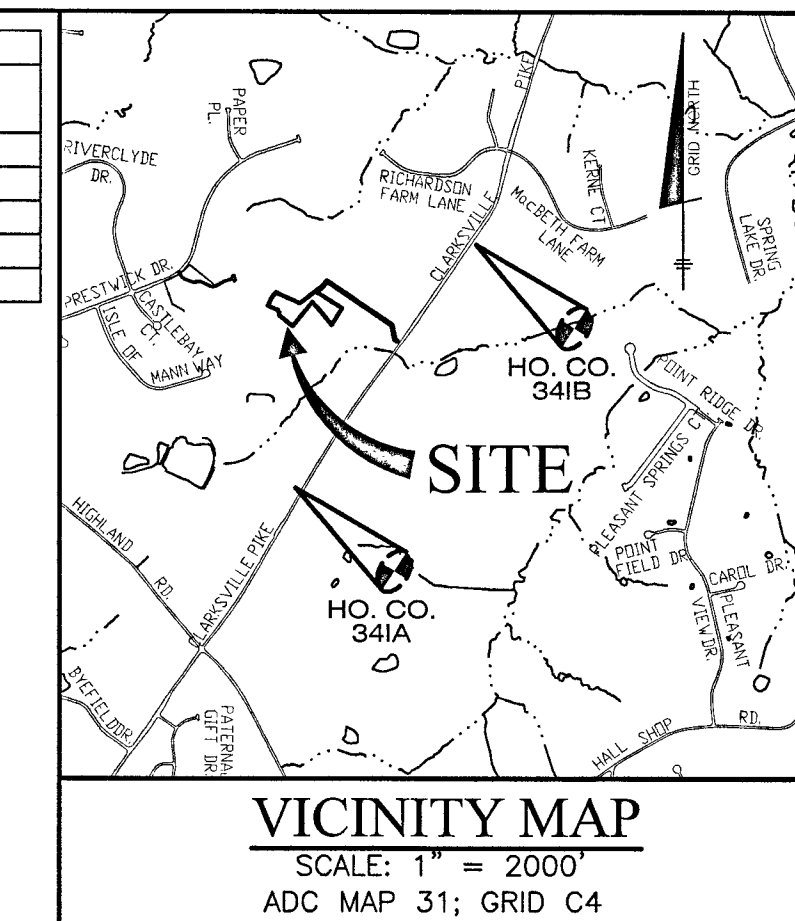 PAPER
PL.
RIVERCLYDE
DR.
PRESTWICK DR.
CASTLEBAY
CT.
ISLE OF
MANN WAY
RICHARDSON
FARM LANE
CLARKSVILLE
PIKE
MacBETH FARM
LANE
KERNE CT
GRID NORTH
SPRING
LAKE DR.
HO. CO.
341B
SITE
POINT RIDGE DR.
PLEASANT SPRINGS CT
POINT
FIELD DR.
CAROL DR.
PLEASANT
VIEW DR.
HIGHLAND
RD.
CLARKSVILLE PIKE
HO. CO.
341A
BYEFIELD DR.
PATERNAL
GIFT DR.
HALL SHOP
RD.
VICINITY MAP
SCALE: 1" = 2000'
ADC MAP 31; GRID C4